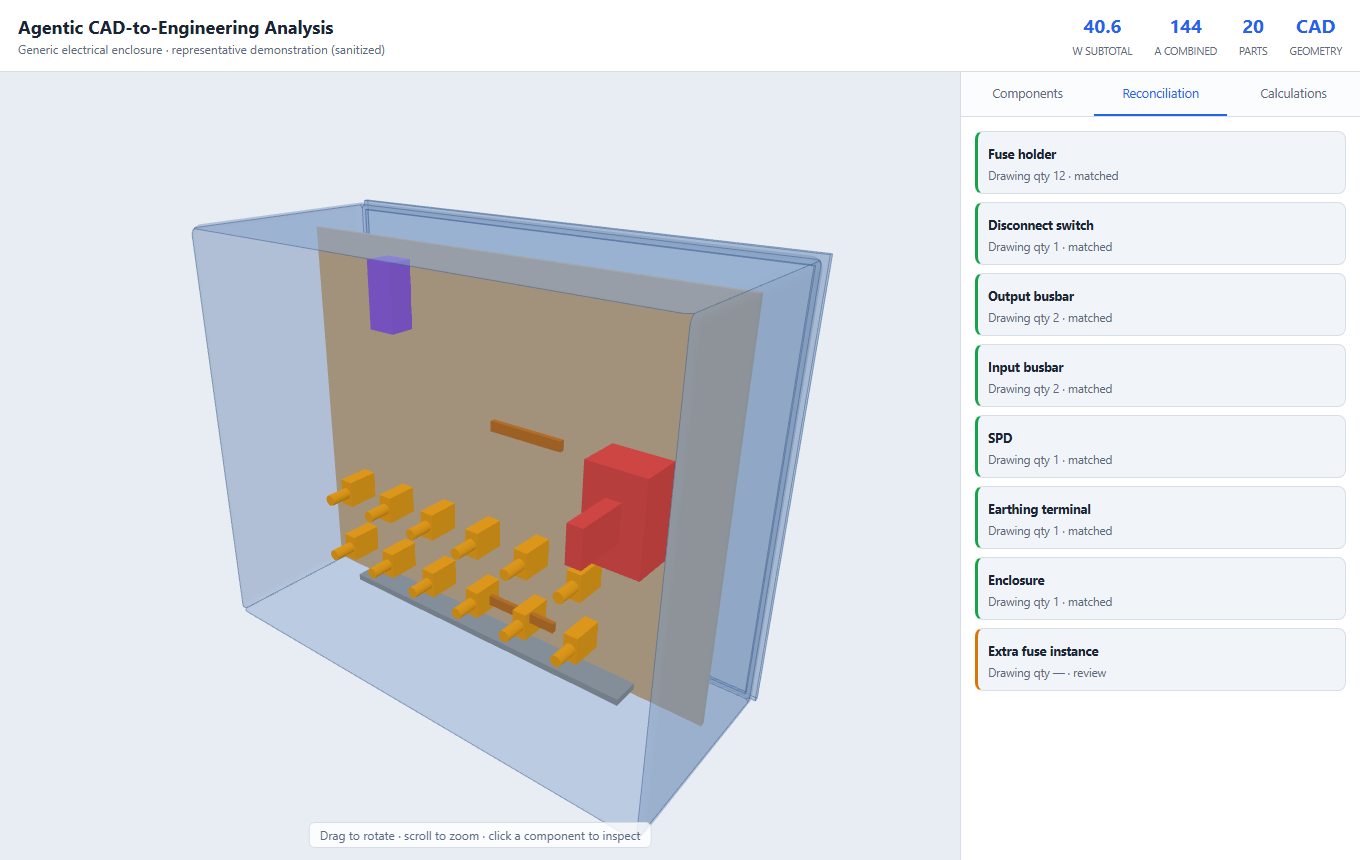 Agentic CAD-to-Engineering Analysis
Generic electrical enclosure · representative demonstration (sanitized)
40.6
W SUBTOTAL
144
A COMBINED
20
PARTS
CAD
GEOMETRY
Components
Reconciliation
Calculations
Fuse holder
Drawing qty 12 · matched
Disconnect switch
Drawing qty 1 · matched
Output busbar
Drawing qty 2 · matched
Input busbar
Drawing qty 2 · matched
SPD
Drawing qty 1 · matched
Earthing terminal
Drawing qty 1 · matched
Enclosure
Drawing qty 1 · matched
Extra fuse instance
Drawing qty — · review
Drag to rotate · scroll to zoom · click a component to inspect